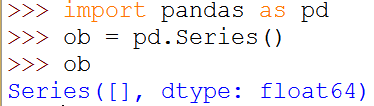 >>> import pandas as pd
>>> ob = pd.Series()
>>> ob
Series([], dtype: float64)